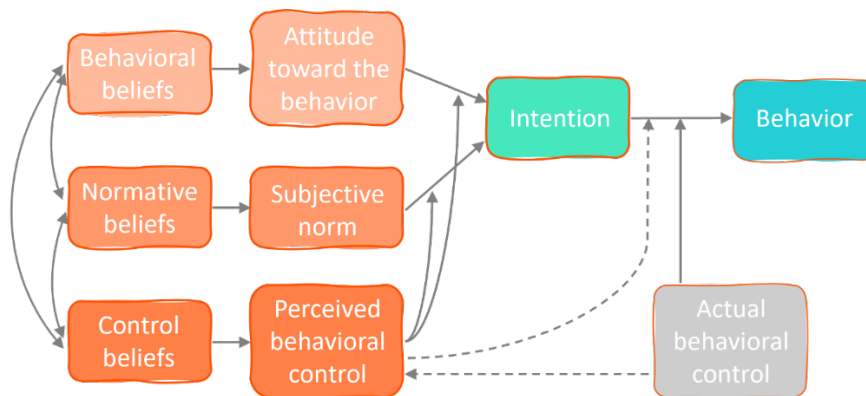 Behavioral
beliefs
Attitude
toward the
behavior
Intention
Behavior
Normative
beliefs
Subjective
norm
Control
beliefs
Perceived
behavioral
control
Actual
behavioral
control